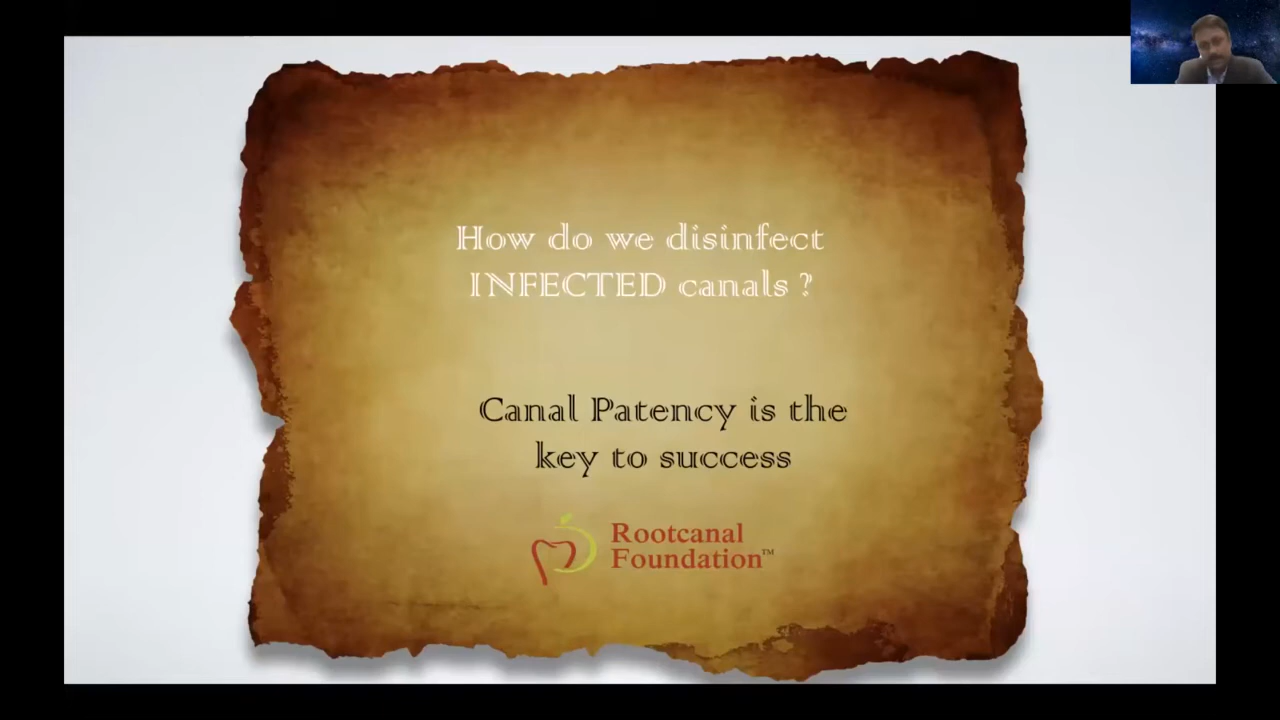 How do we disinfect
INFECTED canals ?
Canal Patency is the
key to success
Rootcanal
Foundation™